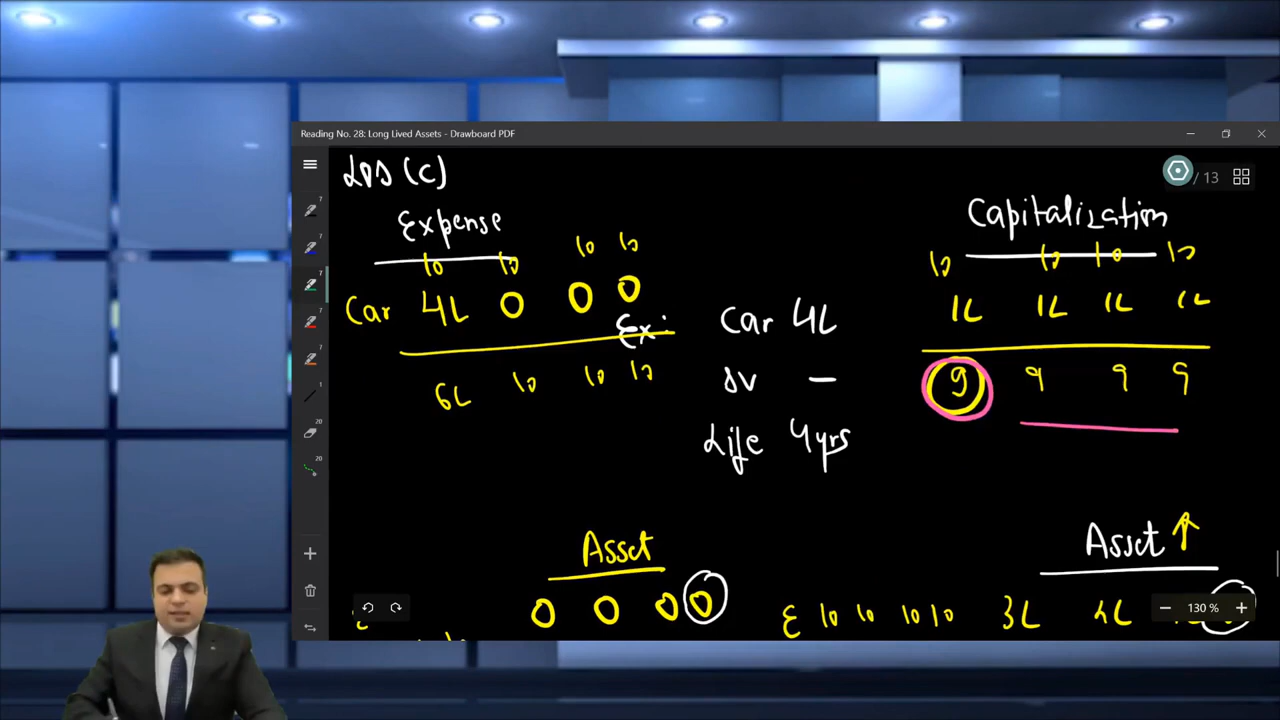 Reading No. 28: Long Lived Assets - Drawboard PDF
/ 13
LOS (C)
Expense
Capitalization
10 10 10 10
10 10 10 10
Car 4L 0 0 0
1L 1L 1L 1L
Ex:
Car 4L
6L 10 10 10
SV —
9 9 9 9
Life 4yrs
Asset
Asset ↑
0 0 0 0
E 10 10 10 10 3L 2L
130 %